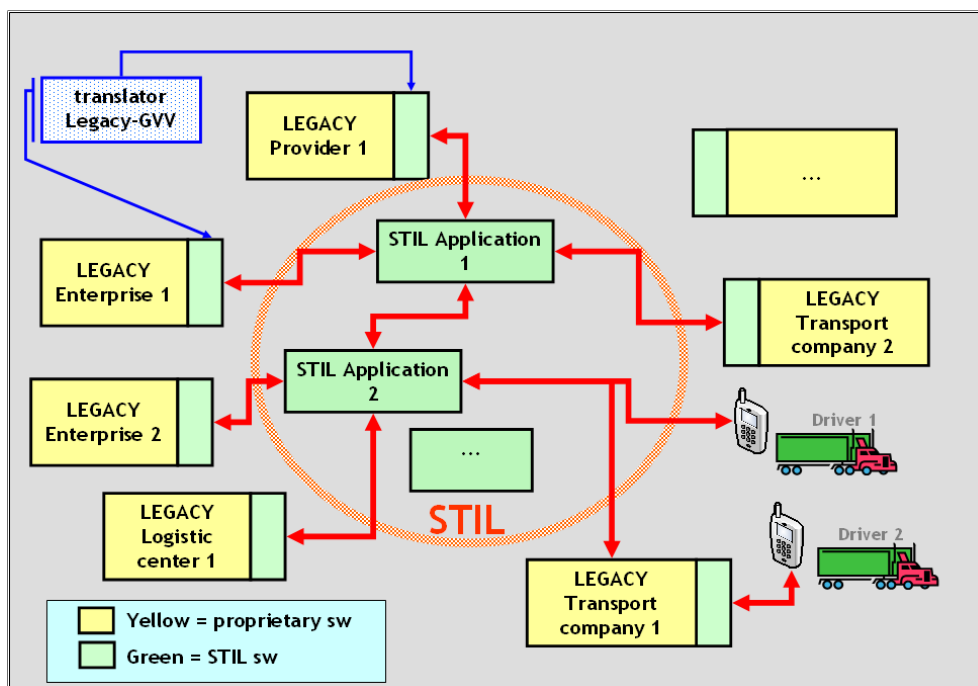 translator
Legacy-GVV
LEGACY
Provider 1
...
STIL Application
1
LEGACY
Enterprise 1
LEGACY
Transport
company 2
STIL Application
2
LEGACY
Enterprise 2
Driver 1
...
STIL
LEGACY
Logistic
center 1
Driver 2
LEGACY
Transport
company 1
Yellow = proprietary sw
Green = STIL sw